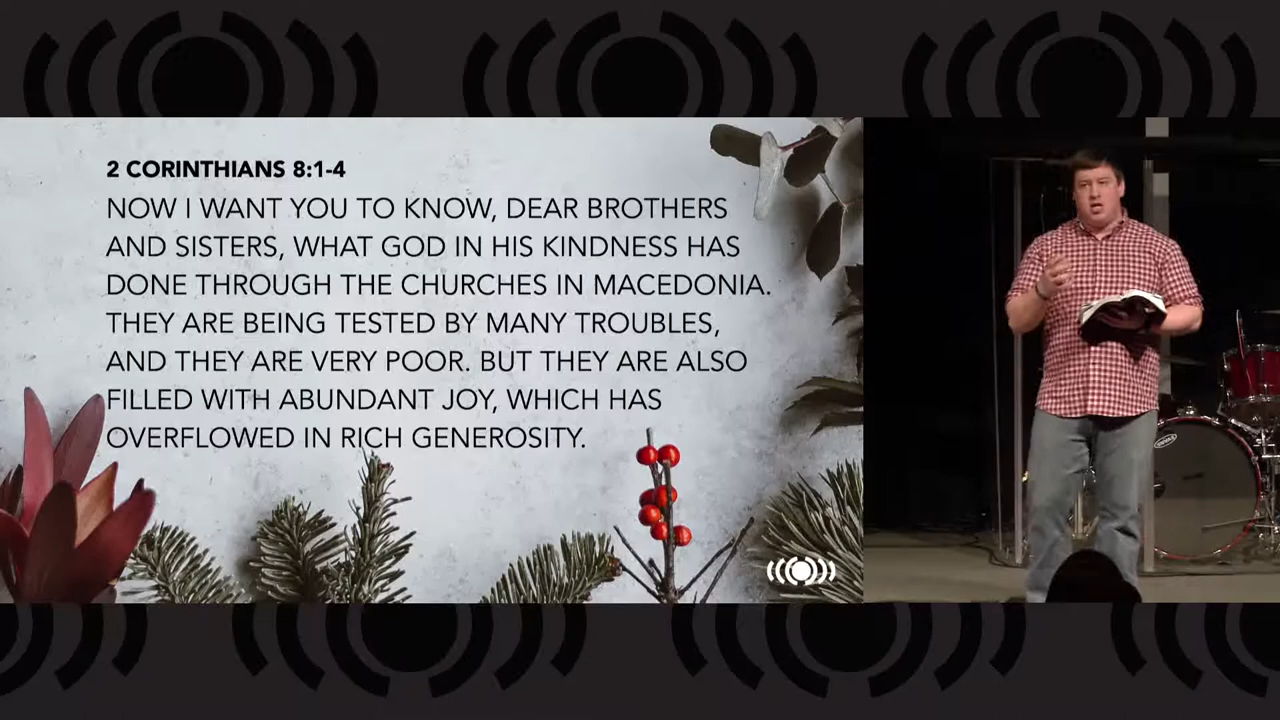 2 CORINTHIANS 8:1-4
NOW I WANT YOU TO KNOW, DEAR BROTHERS
AND SISTERS, WHAT GOD IN HIS KINDNESS HAS
DONE THROUGH THE CHURCHES IN MACEDONIA.
THEY ARE BEING TESTED BY MANY TROUBLES,
AND THEY ARE VERY POOR. BUT THEY ARE ALSO
FILLED WITH ABUNDANT JOY, WHICH HAS
OVERFLOWED IN RICH GENEROSITY.